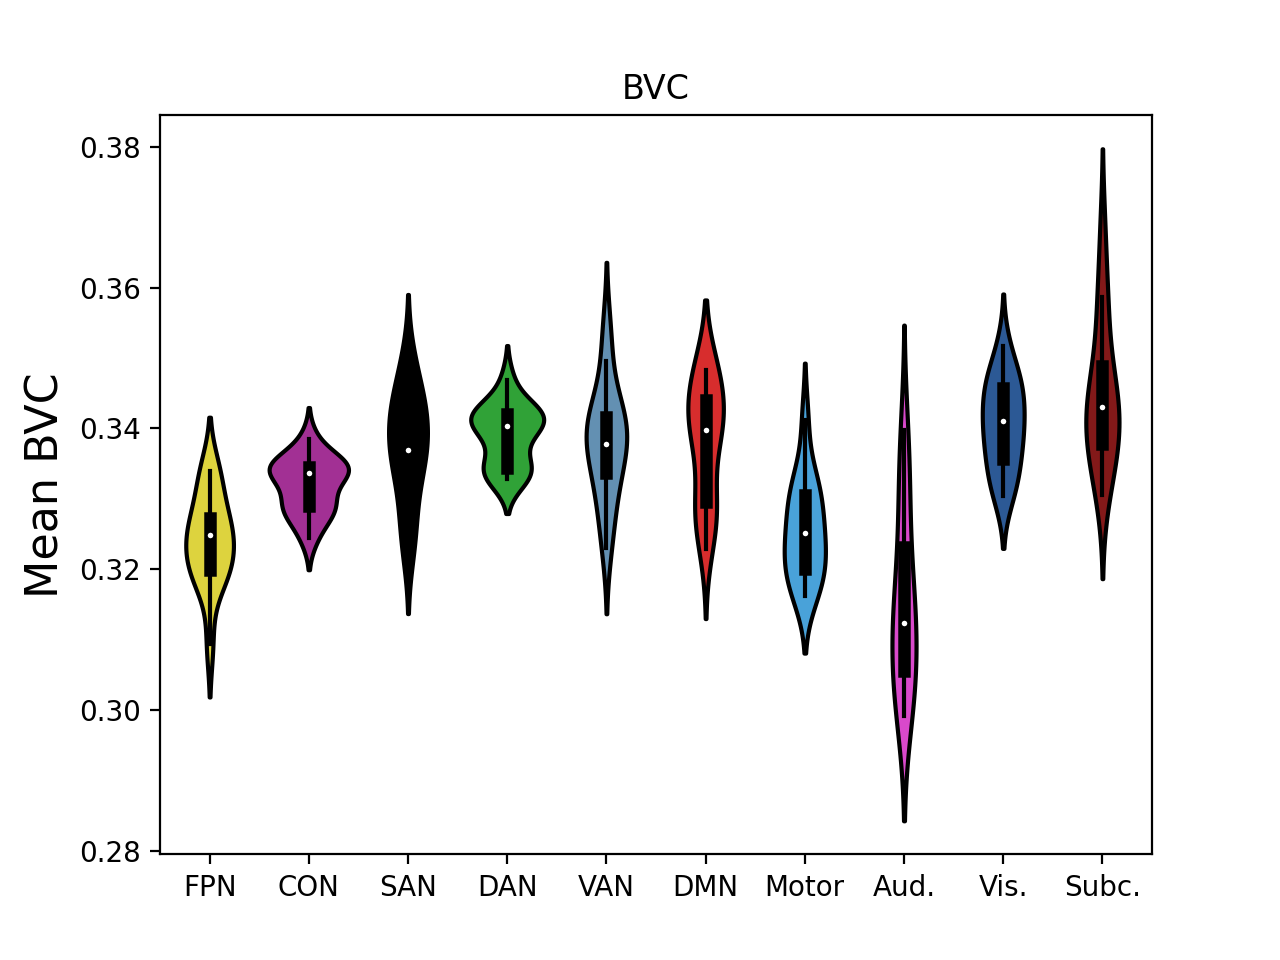 BVC
Mean BVC
0.38
0.36
0.34
0.32
0.30
0.28
FPN CON SAN DAN VAN DMN Motor Aud. Vis. Subc.